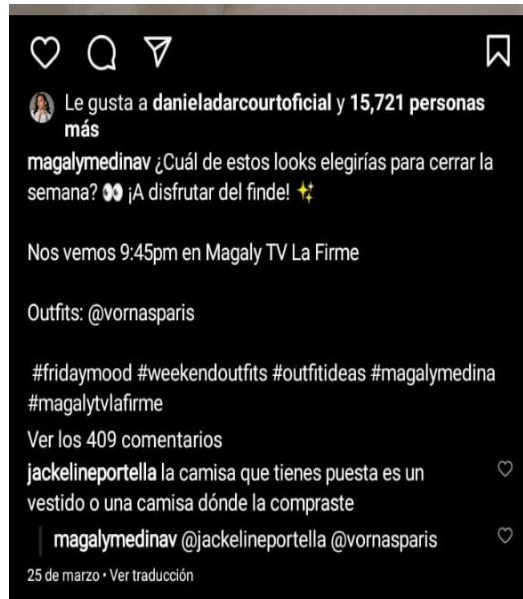 Le gusta a danieladarcourtoficial y 15,721 personas
más
magalymedinav ¿Cuál de estos looks elegirías para cerrar la
semana? 👀 ¡A disfrutar del finde! ✨
Nos vemos 9:45pm en Magaly TV La Firme
Outfits: @vornasparis
#fridaymood #weekendoutfits #outfitideas #magalymedina
#magalytvlafirme
Ver los 409 comentarios
jackelineportella la camisa que tienes puesta es un
vestido o una camisa dónde la compraste
magalymedinav @jackelineportella @vornasparis
25 de marzo • Ver traducción